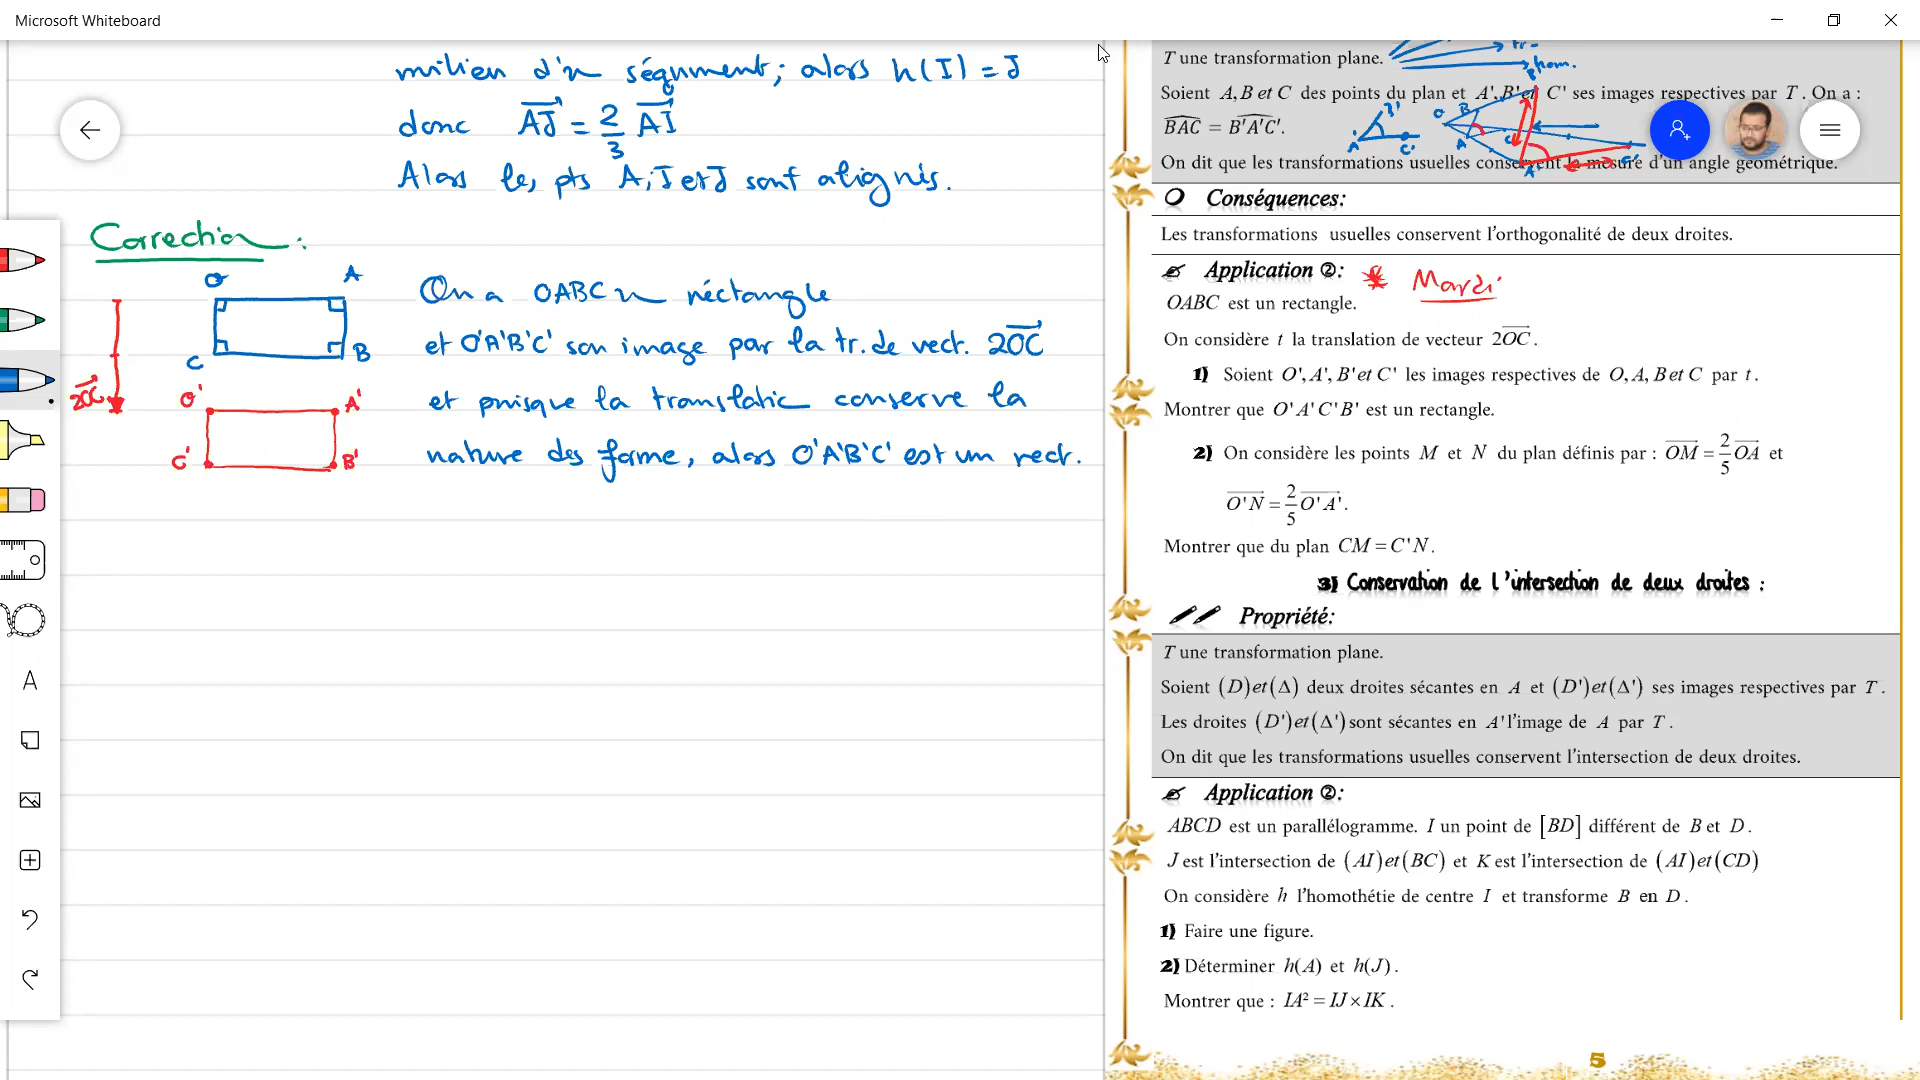 Microsoft Whiteboard
milieu d'un ségment; alors h(I) = J
donc AJ = 2/3 AI
Alors les pts A, I et J sont alignés.
Correction :
O A
C B
2OC
O' A'
C' B'
On a OABC un réctangle
et O'A'B'C' son image par la tr. de vect. 2OC
et puisque la translatic conserve la
nature des forme, alors O'A'B'C' est un rect.
T une transformation plane.
Soient A, B et C des points du plan et A', B' et C' ses images respectives par T. On a :
BAC = B'A'C'.
On dit que les transformations usuelles conservent la mesure d'un angle géométrique.
Conséquences:
Les transformations usuelles conservent l'orthogonalité de deux droites.
Application ②: * Mardi
OABC est un rectangle.
On considère t la translation de vecteur 2OC.
1) Soient O', A', B' et C' les images respectives de O, A, B et C par t.
Montrer que O'A'C'B' est un rectangle.
2) On considère les points M et N du plan définis par : OM = 2/5 OA et
O'N = 2/5 O'A'.
Montrer que du plan CM = C'N.
3) Conservation de l'intersection de deux droites :
Propriété:
T une transformation plane.
Soient (D) et (Δ) deux droites sécantes en A et (D') et (Δ') ses images respectives par T.
Les droites (D') et (Δ') sont sécantes en A' l'image de A par T.
On dit que les transformations usuelles conservent l'intersection de deux droites.
Application ②:
ABCD est un parallélogramme. I un point de [BD] différent de B et D.
J est l'intersection de (AI) et (BC) et K est l'intersection de (AI) et (CD)
On considère h l'homothétie de centre I et transforme B en D.
1) Faire une figure.
2) Déterminer h(A) et h(J).
Montrer que : IA² = IJ × IK.
5